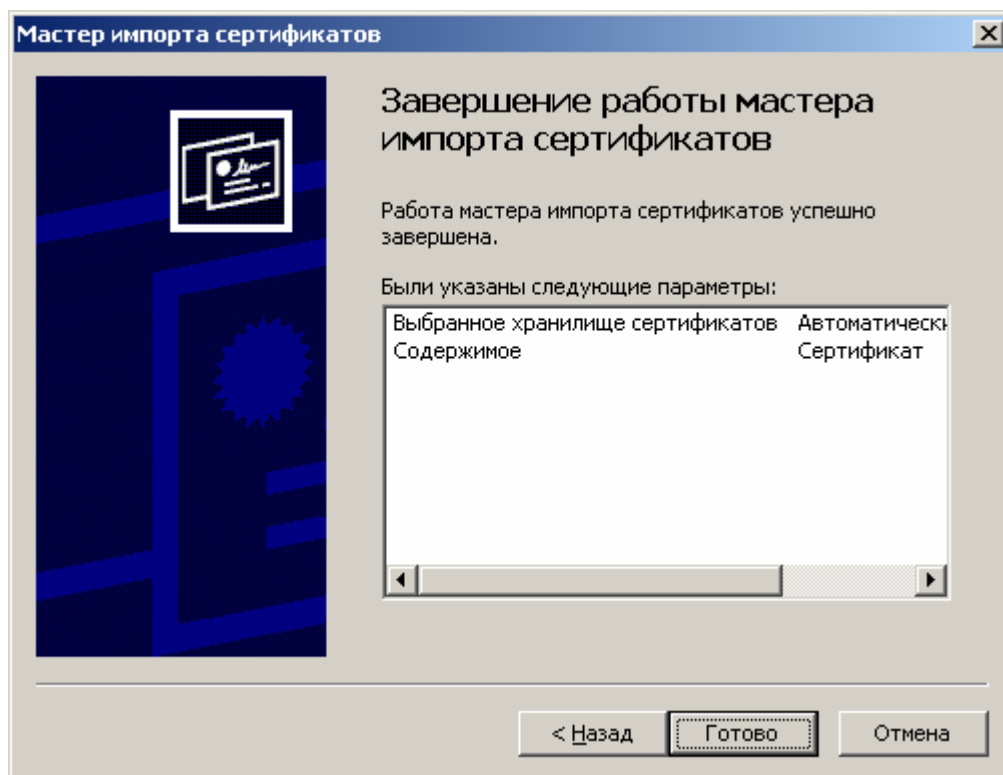 Мастер импорта сертификатов
Завершение работы мастера
импорта сертификатов
Работа мастера импорта сертификатов успешно
завершена.
Были указаны следующие параметры:
Выбранное хранилище сертификатов Автоматическ
Содержимое Сертификат
< Назад Готово Отмена